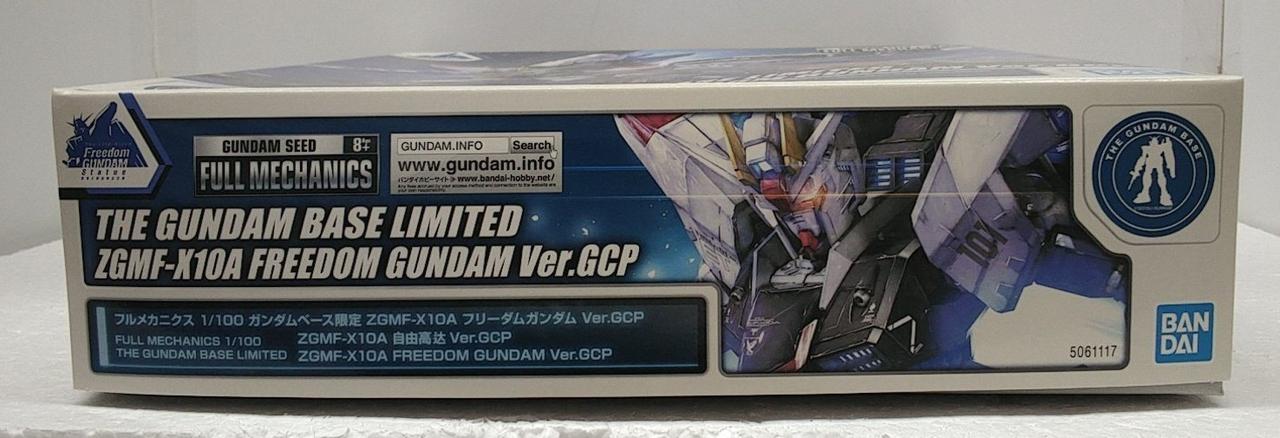 Freedom
GUNDAM
Statue
GUNDAM SEED 8+
FULL MECHANICS
GUNDAM.INFO Search
www.gundam.info
バンダイホビーサイト www.bandai-hobby.net/
THE GUNDAM BASE LIMITED
ZGMF-X10A FREEDOM GUNDAM Ver.GCP
フルメカニクス 1/100 ガンダムベース限定 ZGMF-X10A フリーダムガンダム Ver.GCP
FULL MECHANICS 1/100 ZGMF-X10A 自由高达 Ver.GCP
THE GUNDAM BASE LIMITED ZGMF-X10A FREEDOM GUNDAM Ver.GCP
THE GUNDAM BASE
BAN
DAI
5061117